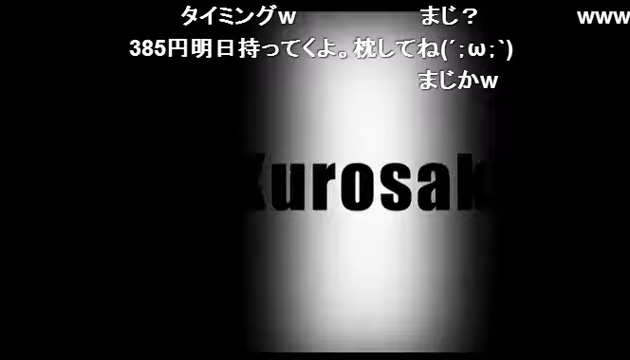 タイミングw まじ？ www
385円明日持ってくよ。枕してね(´;ω;`)
まじかw
Kurosak